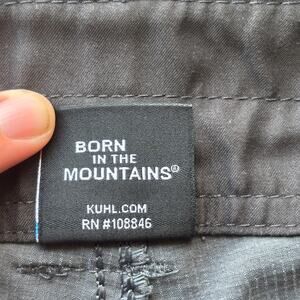 BORN
IN THE
MOUNTAINS®
KUHL.COM
RN #108846